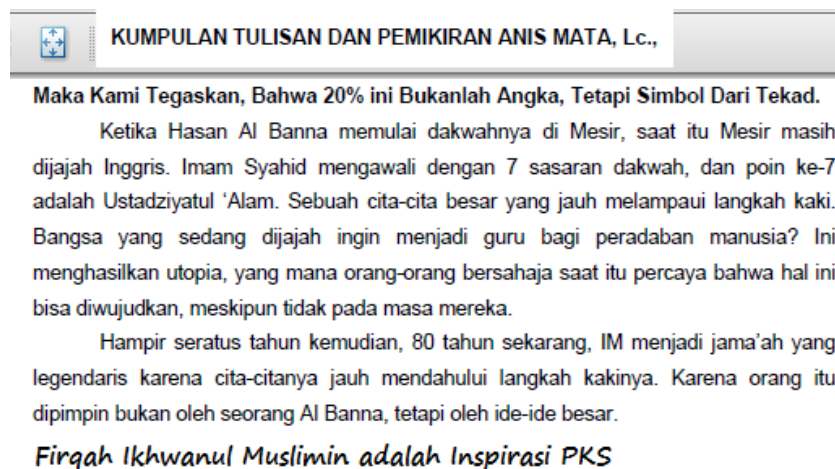 KUMPULAN TULISAN DAN PEMIKIRAN ANIS MATA, Lc.,
Maka Kami Tegaskan, Bahwa 20% ini Bukanlah Angka, Tetapi Simbol Dari Tekad.
Ketika Hasan Al Banna memulai dakwahnya di Mesir, saat itu Mesir masih
dijajah Inggris. Imam Syahid mengawali dengan 7 sasaran dakwah, dan poin ke-7
adalah Ustadziyatul ‘Alam. Sebuah cita-cita besar yang jauh melampaui langkah kaki.
Bangsa yang sedang dijajah ingin menjadi guru bagi peradaban manusia? Ini
menghasilkan utopia, yang mana orang-orang bersahaja saat itu percaya bahwa hal ini
bisa diwujudkan, meskipun tidak pada masa mereka.
Hampir seratus tahun kemudian, 80 tahun sekarang, IM menjadi jama’ah yang
legendaris karena cita-citanya jauh mendahului langkah kakinya. Karena orang itu
dipimpin bukan oleh seorang Al Banna, tetapi oleh ide-ide besar.
Firqah Ikhwanul Muslimin adalah Inspirasi PKS